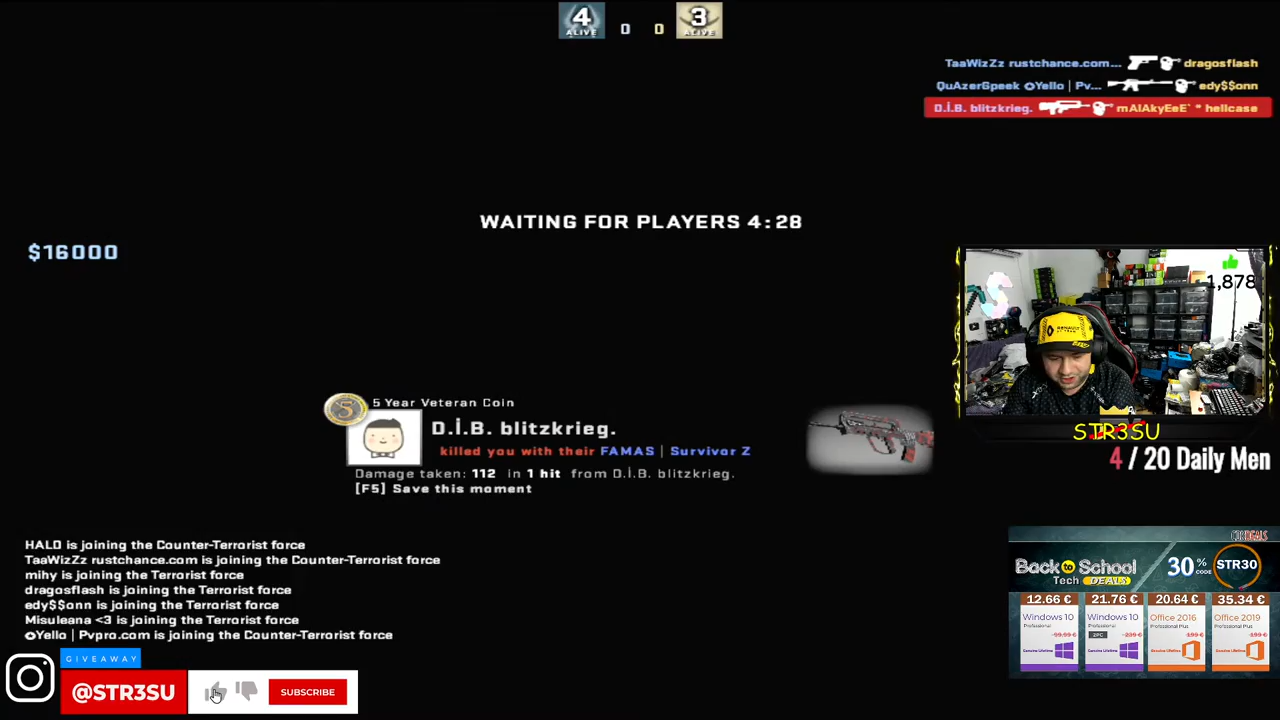 4
ALIVE
0
0
3
ALIVE
TaaWizZz rustchance.com... dragosflash
QuAzerGpeek ✪Yello | Pv... edy$$onn
D.İ.B. blitzkrieg. mAlAkyEeE` * hellcase
WAITING FOR PLAYERS 4:28
$16000
1,878
5 Year Veteran Coin
D.İ.B. blitzkrieg.
killed you with their FAMAS | Survivor Z
Damage taken: 112 in 1 hit from D.İ.B. blitzkrieg.
[F5] Save this moment
STR3SU
4 / 20 Daily Men
HALO is joining the Counter-Terrorist force
TaaWizZz rustchance.com is joining the Counter-Terrorist force
mihy is joining the Terrorist force
dragosflash is joining the Terrorist force
edy$$onn is joining the Terrorist force
Misuleana <3 is joining the Terrorist force
✪Yello | Pvpro.com is joining the Counter-Terrorist force
Back to School
Tech DEALS
30 % CODE
STR30
12.66 € 21.76 € 20.64 € 35.34 €
Windows 10 Windows 10 Office 2016 Office 2019
GIVEAWAY
@STR3SU
SUBSCRIBE